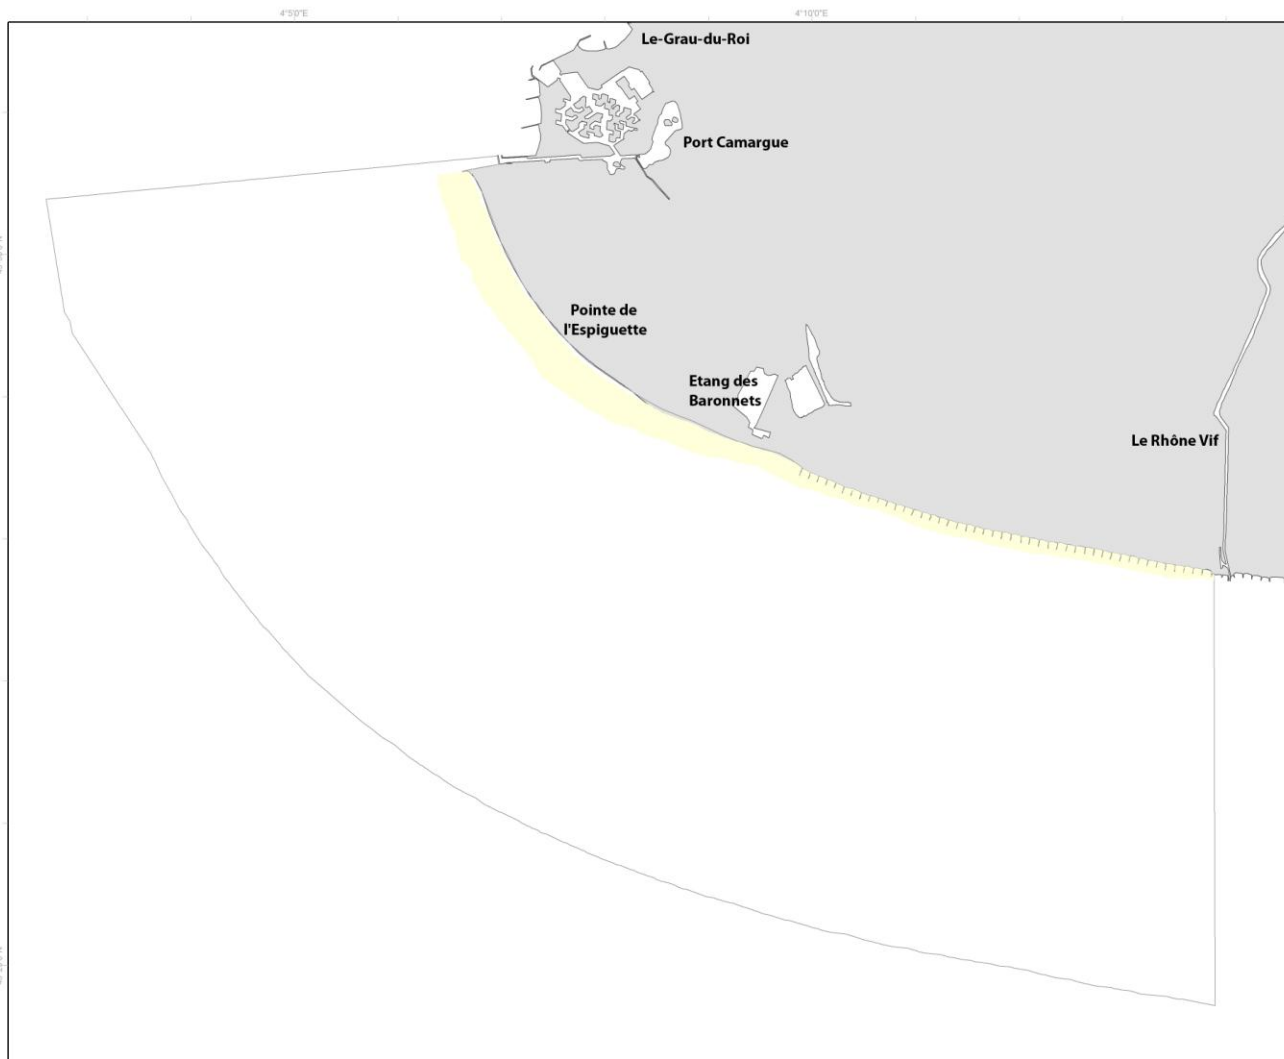 4°5'0"E
4°10'0"E
Le-Grau-du-Roi
Port Camargue
Pointe de
l'Espiguette
Etang des
Baronnets
Le Rhône Vif